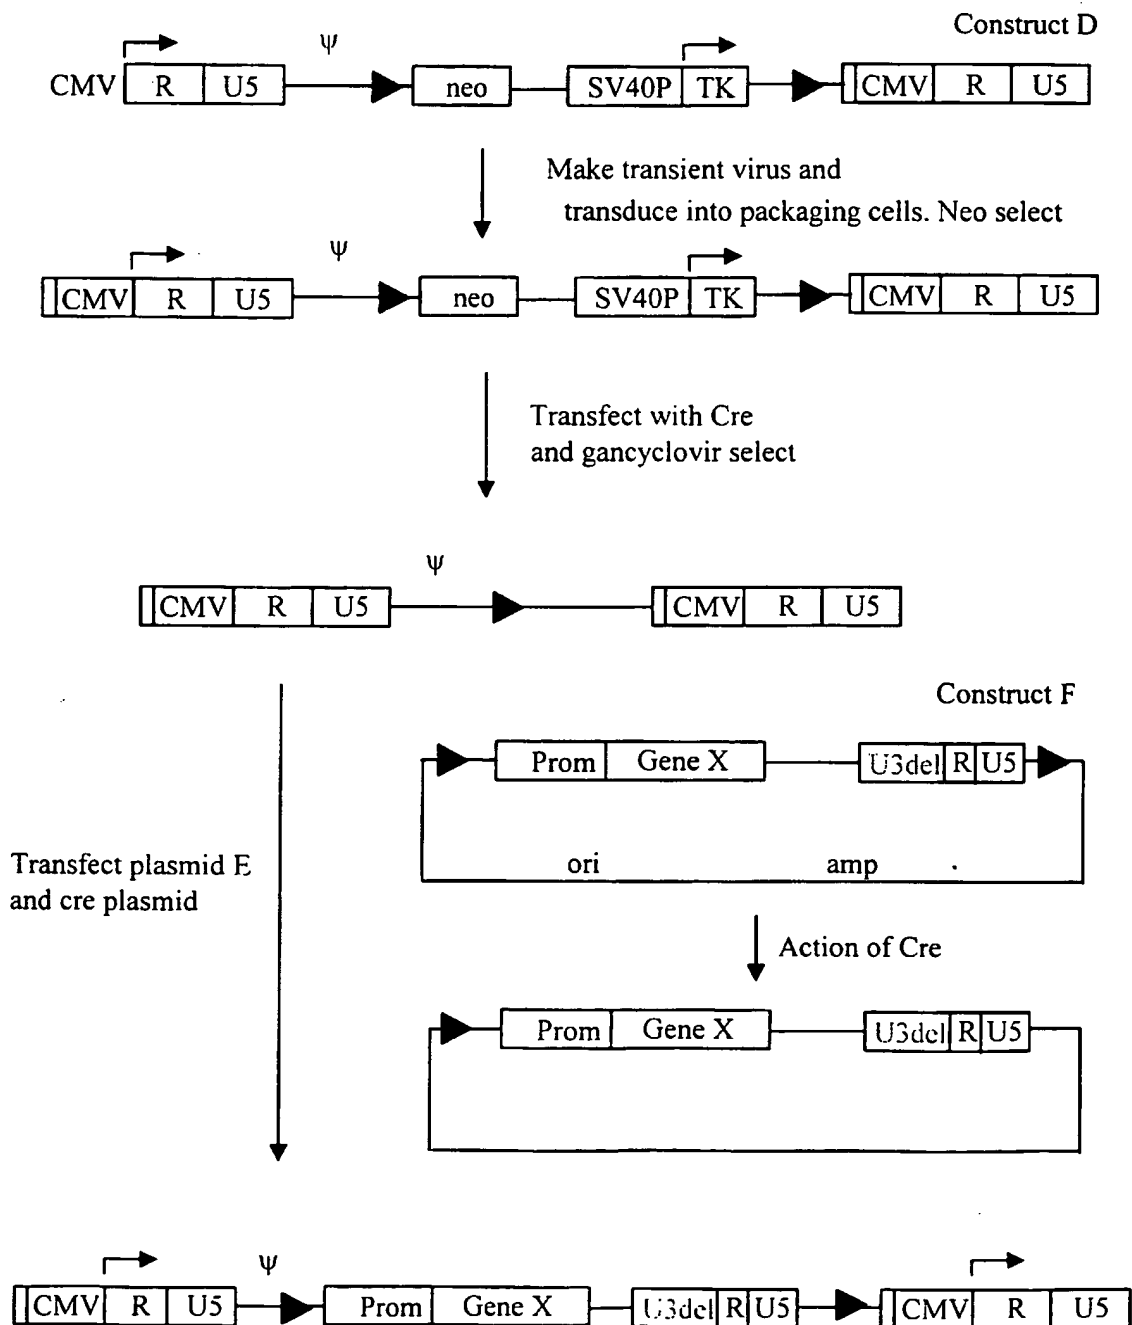 Construct D
ψ
CMV R U5 neo SV40P TK CMV R U5
Make transient virus and
transduce into packaging cells. Neo select
ψ
CMV R U5 neo SV40P TK CMV R U5
Transfect with Cre
and gancyclovir select
ψ
CMV R U5 CMV R U5
Construct F
Prom Gene X U3del R U5
ori amp
Transfect plasmid E
and cre plasmid
Action of Cre
Prom Gene X U3del R U5
ψ
CMV R U5 Prom Gene X U3del R U5 CMV R U5